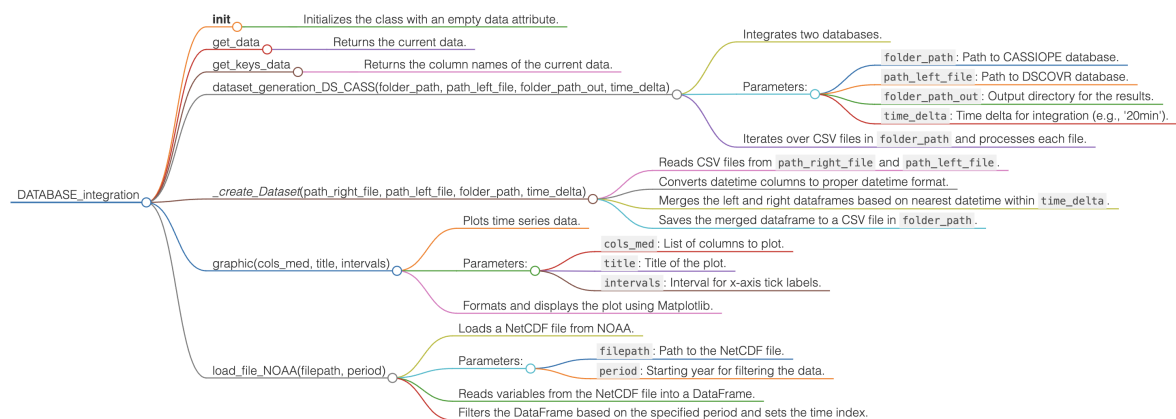 DATABASE_integration
init
Initializes the class with an empty data attribute.
get_data
Returns the current data.
get_keys_data
Returns the column names of the current data.
dataset_generation_DS_CASS(folder_path, path_left_file, folder_path_out, time_delta)
Integrates two databases.
Parameters:
folder_path: Path to CASSIOPE database.
path_left_file: Path to DSCOVR database.
folder_path_out: Output directory for the results.
time_delta: Time delta for integration (e.g., '20min').
Iterates over CSV files in folder_path and processes each file.
_create_Dataset(path_right_file, path_left_file, folder_path, time_delta)
Reads CSV files from path_right_file and path_left_file.
Converts datetime columns to proper datetime format.
Merges the left and right dataframes based on nearest datetime within time_delta.
Saves the merged dataframe to a CSV file in folder_path.
graphic(cols_med, title, intervals)
Plots time series data.
Parameters:
cols_med: List of columns to plot.
title: Title of the plot.
intervals: Interval for x-axis tick labels.
Formats and displays the plot using Matplotlib.
load_file_NOAA(filepath, period)
Loads a NetCDF file from NOAA.
Parameters:
filepath: Path to the NetCDF file.
period: Starting year for filtering the data.
Reads variables from the NetCDF file into a DataFrame.
Filters the DataFrame based on the specified period and sets the time index.